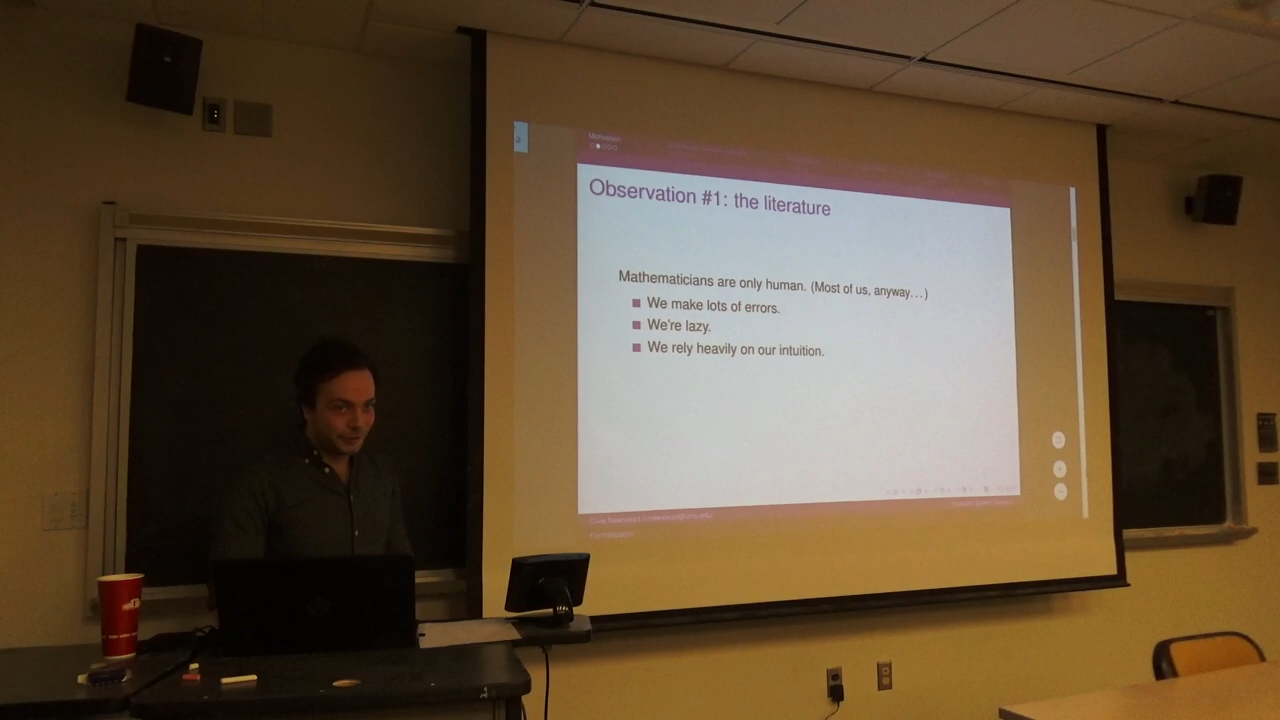 Motivation
Observation #1: the literature
Mathematicians are only human. (Most of us, anyway…)
We make lots of errors.
We're lazy.
We rely heavily on our intuition.